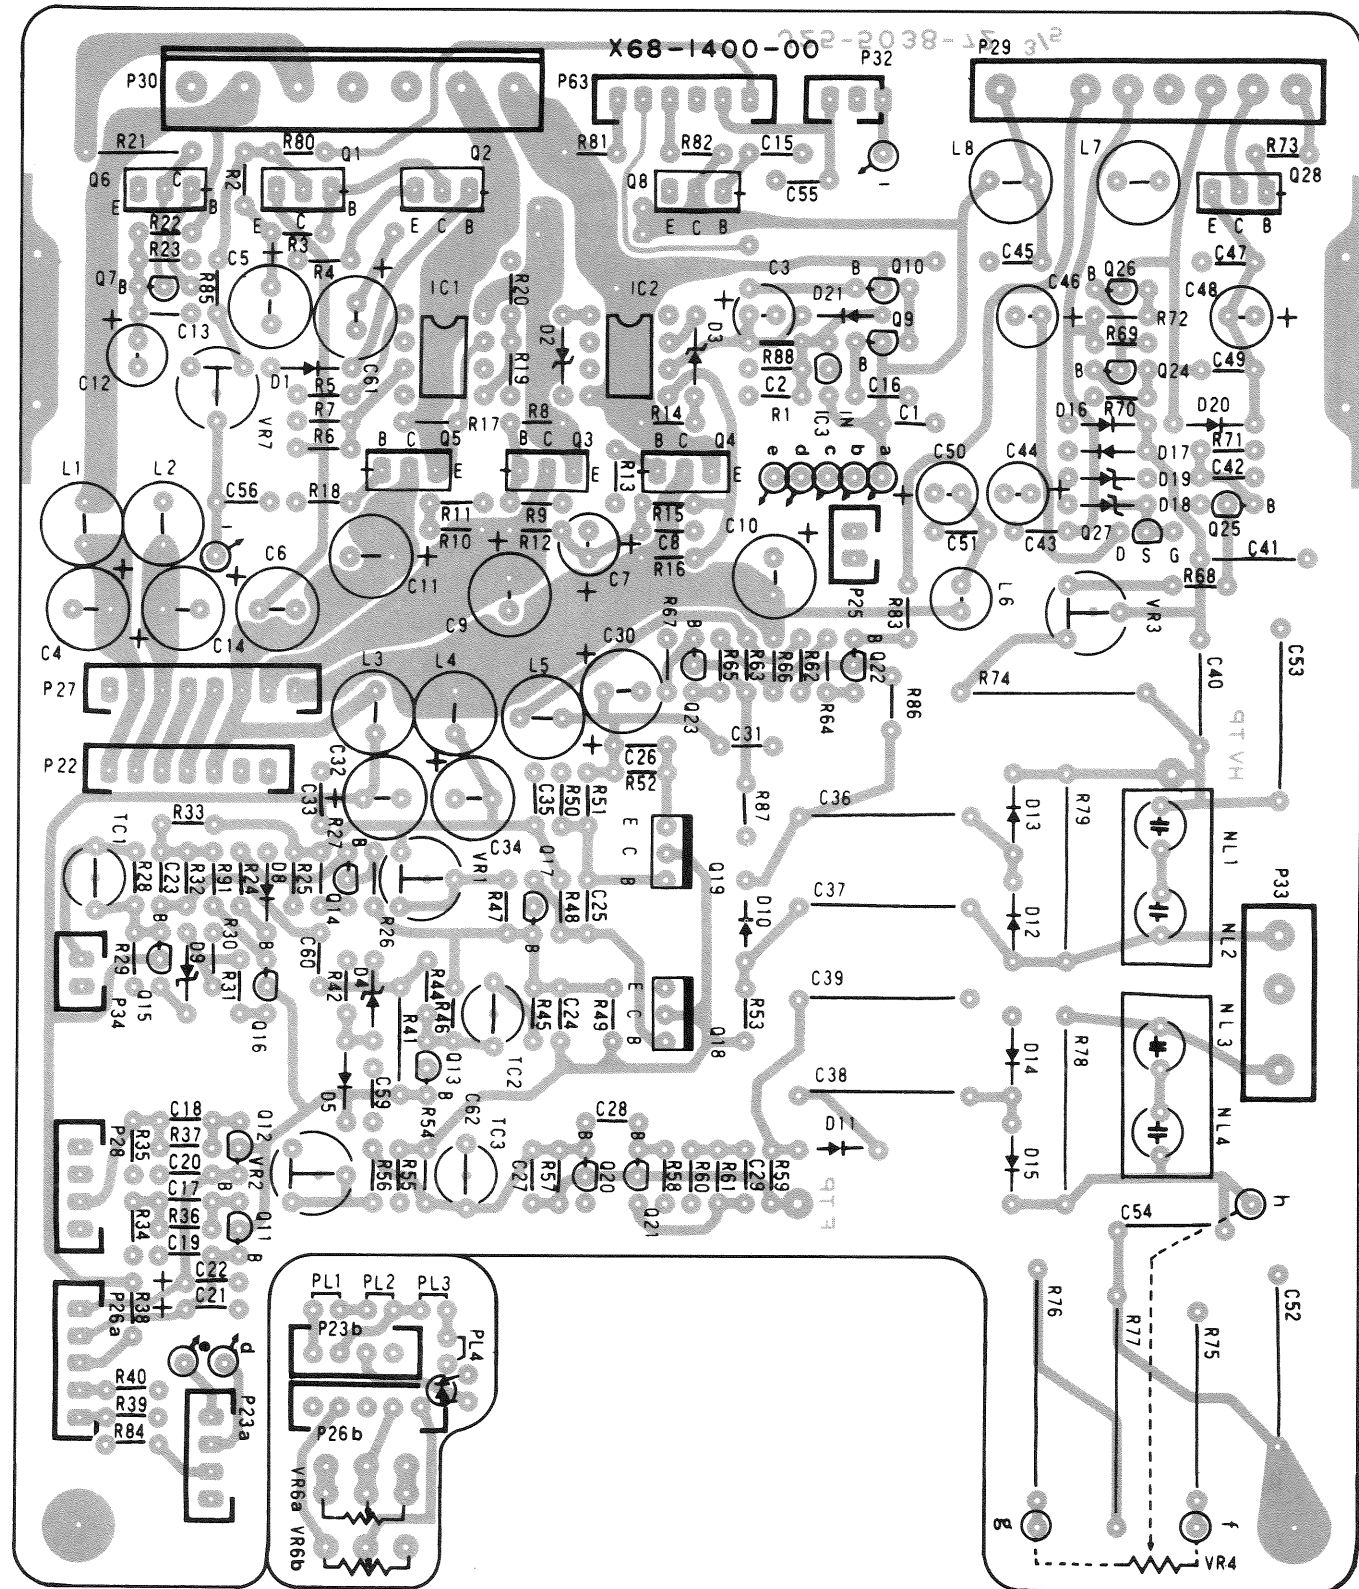 J25-5038-72 3/5
X68-1400-00
P30
P63
P32
P29
R21
R80
Q1
Q2
R81
R82
C15
L8
L7
R73
Q6
C
R2
Q8
C55
i
Q28
E
B
E
C
B
E
C
B
E
C
B
E
C
B
R22
R3
R23
C5
R4
C45
C47
Q7
B
R85
IC1
R20
IC2
C3
B
Q10
C46
B
Q26
C48
D21
C13
D2
D3
Q9
R72
R69
C12
D1
C61
R19
R88
B
B
Q24
C49
R5
C2
C16
R7
R17
R8
R14
R1
IC3
IN
C1
D16
R70
D20
VR7
R6
B
C
Q5
B
C
Q3
B
C
Q4
e
d
c
b
a
C50
C44
D17
R71
L1
L2
E
E
R13
E
D19
C42
C56
R18
D18
B
i
R11
R9
R15
C10
Q27
Q25
R10
R12
C8
C51
C43
D
S
G
C41
C6
C11
C7
R16
R68
C4
C14
C9
R67
B
P25
B
R83
L6
VR3
C30
P27
L3
L4
L5
R65
R63
R66
R62
Q22
R86
R74
C40
C53
Q23
R64
HVTP
P22
C32
C31
C26
C33
C35
R50
R51
R52
C36
R87
D13
R79
R33
TC1
R27
B
C34
E
C
B
Q19
NL1
R28
C23
R32
R91
R24
D8
R25
VR1
Q17
C37
P33
B
R30
Q14
R26
R47
R48
C25
D10
D12
NL2
R29
D9
B
C60
B
R31
R42
D4
R44
C39
P34
Q15
R46
R45
C24
R49
E
C
B
R53
Q16
R41
TC2
Q18
NL3
Q13
D14
R78
D5
C59
B
C38
C18
Q12
R54
C62
TC3
C28
D11
NL4
P28
R35
R37
B
B
C20
VR2
B
R56
R55
C27
R57
Q20
R58
R60
R61
C29
R59
D15
C17
R34
R36
Q11
Q21
FTP
h
C19
B
C54
C22
PL1
PL2
PL3
P26a
R38
C21
P23b
PL4
R76
R77
R75
C52
e
d
R40
R39
P23a
R84
P26b
VR6a
VR6b
g
f
VR4